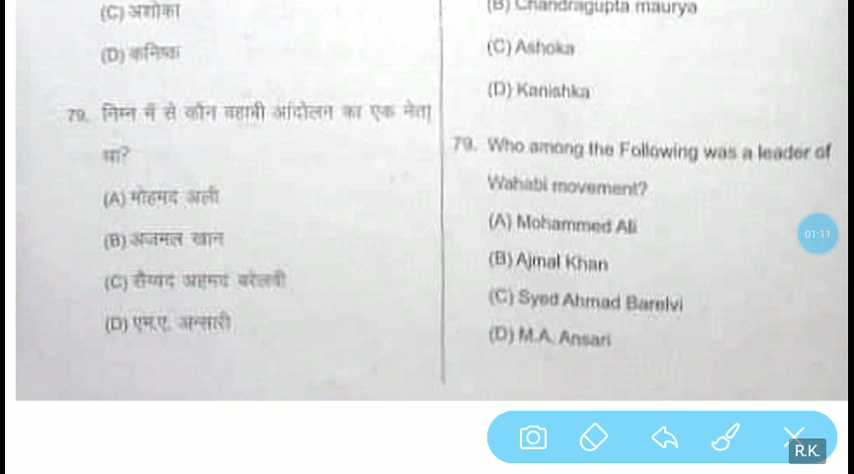 (C) अशोका
(D) कनिष्क
79. निम्न में से कौन वहाबी आंदोलन का एक नेता
था?
(A) मोहमद अली
(B) अजमल खान
(C) सैय्यद अहमद बरेलवी
(D) एम.ए. अन्सारी
(B) Chandragupta maurya
(C) Ashoka
(D) Kanishka
79. Who among the Following was a leader of
Wahabi movement?
(A) Mohammed Ali
(B) Ajmal Khan
(C) Syed Ahmad Barelvi
(D) M.A. Ansari
01:11
R.K.